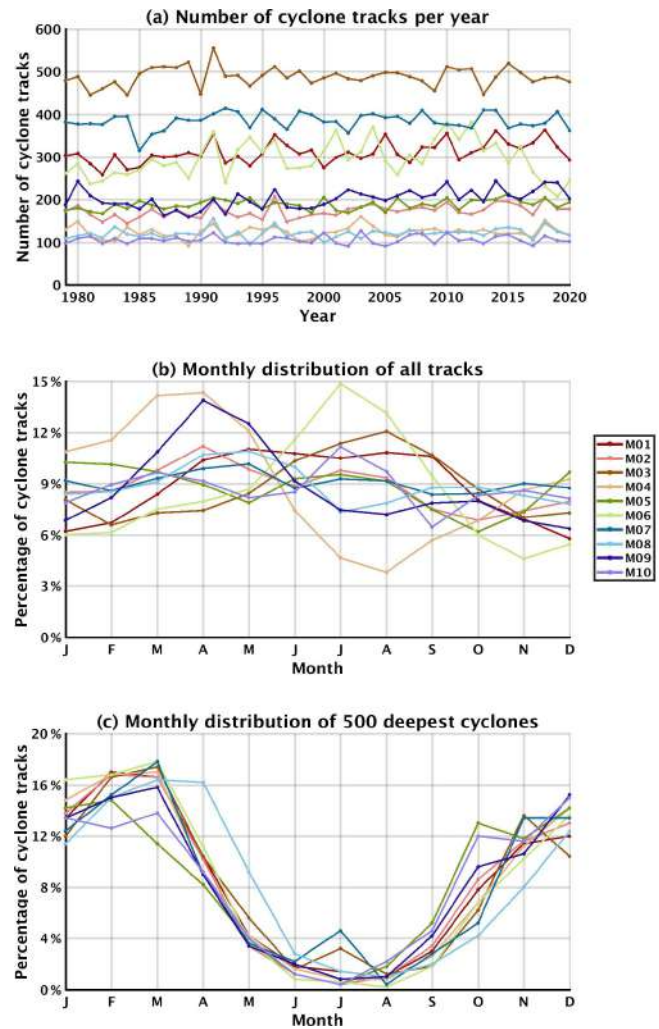 (a) Number of cyclone tracks per year
Number of cyclone tracks
600
500
400
300
200
100
0
1980 1985 1990 1995 2000 2005 2010 2015 2020
Year
(b) Monthly distribution of all tracks
Percentage of cyclone tracks
15%
12%
9%
6%
3%
0%
J F M A M J J A S O N D
Month
M01
M02
M03
M04
M05
M06
M07
M08
M09
M10
(c) Monthly distribution of 500 deepest cyclones
Percentage of cyclone tracks
20%
16%
12%
8%
4%
0%
J F M A M J J A S O N D
Month